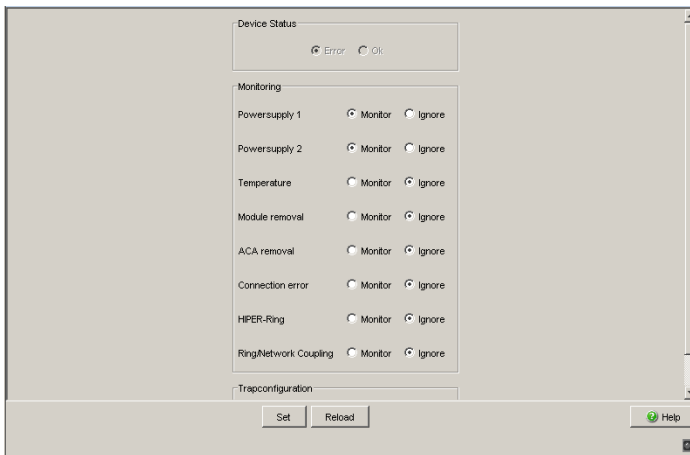 Device Status
Error Ok
Monitoring
Powersupply 1 Monitor Ignore
Powersupply 2 Monitor Ignore
Temperature Monitor Ignore
Module removal Monitor Ignore
ACA removal Monitor Ignore
Connection error Monitor Ignore
HIPER-Ring Monitor Ignore
Ring/Network Coupling Monitor Ignore
Trapconfiguration
Set Reload Help